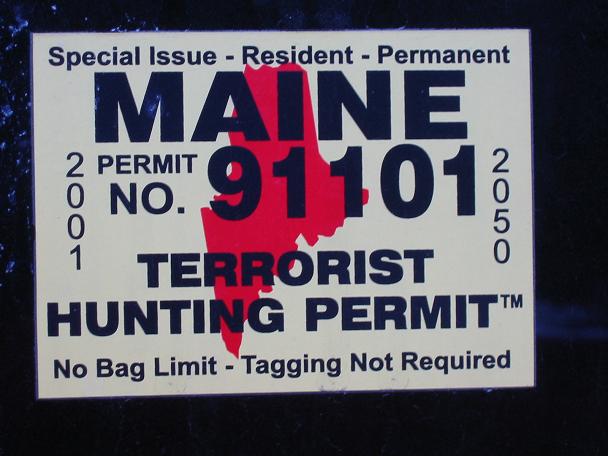 Special Issue - Resident - Permanent
MAINE
2001
PERMIT
NO. 91101
2050
TERRORIST
HUNTING PERMIT™
No Bag Limit - Tagging Not Required